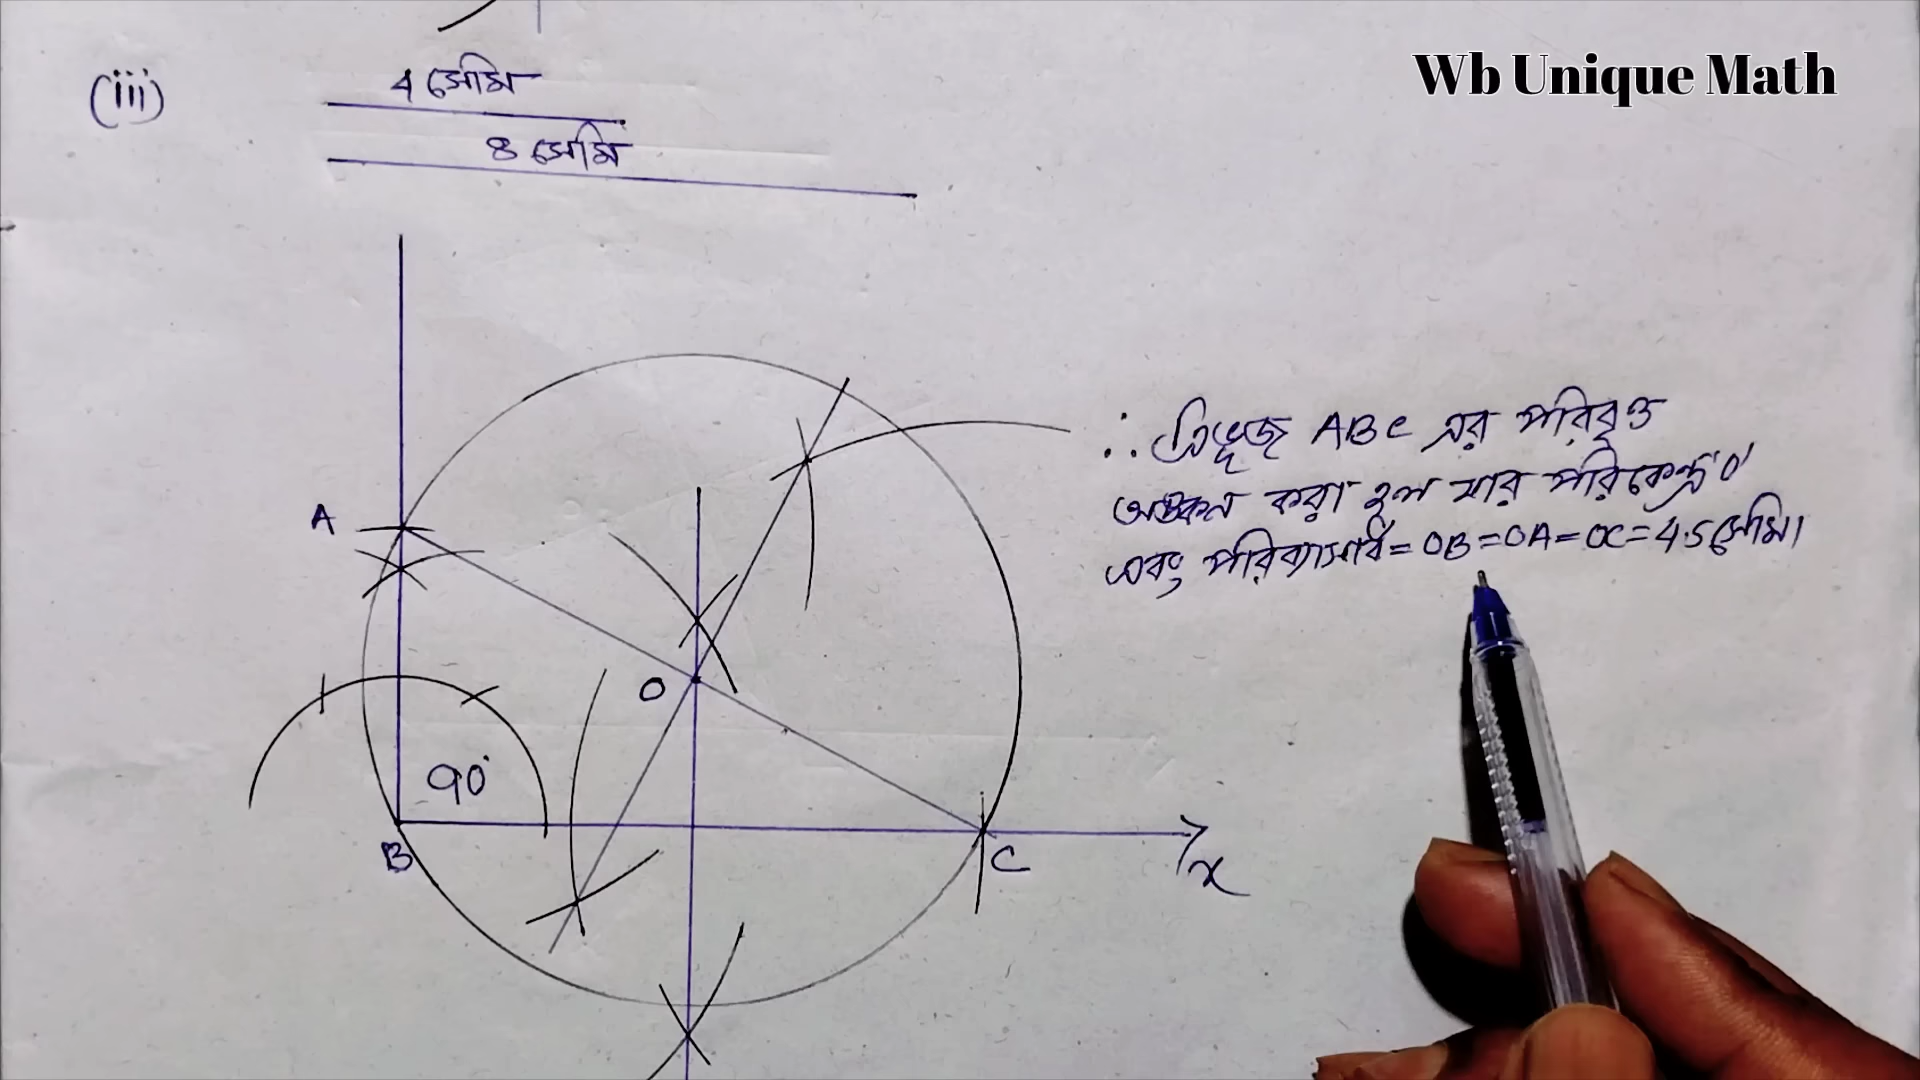 Wb Unique Math
(iii)
4 সেমি
8 সেমি
A
O
90°
B
C
x
∴ ত্রিভূজ ABC এর পরিবৃত্ত
অঙ্কন করা হল যার পরিকেন্দ্র 'O'
এবং পরিব্যাসার্ধ = OB = OA = OC = 4.5 সেমি।